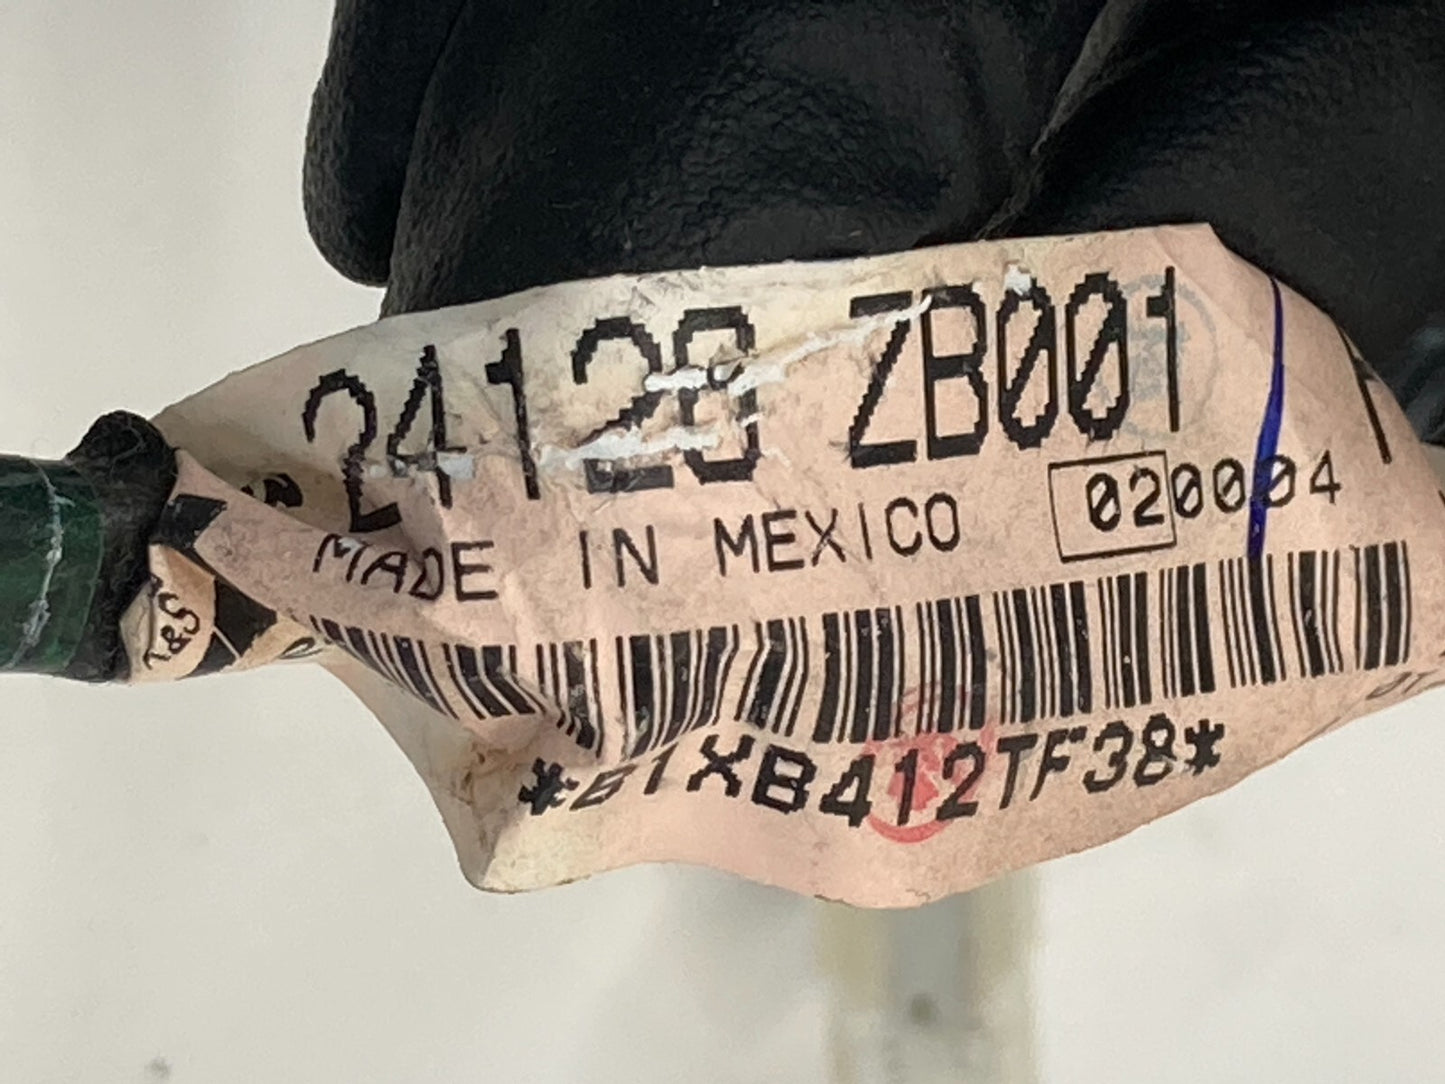 24128 ZB001
MADE IN MEXICO 020004
*B1XB412TF38*